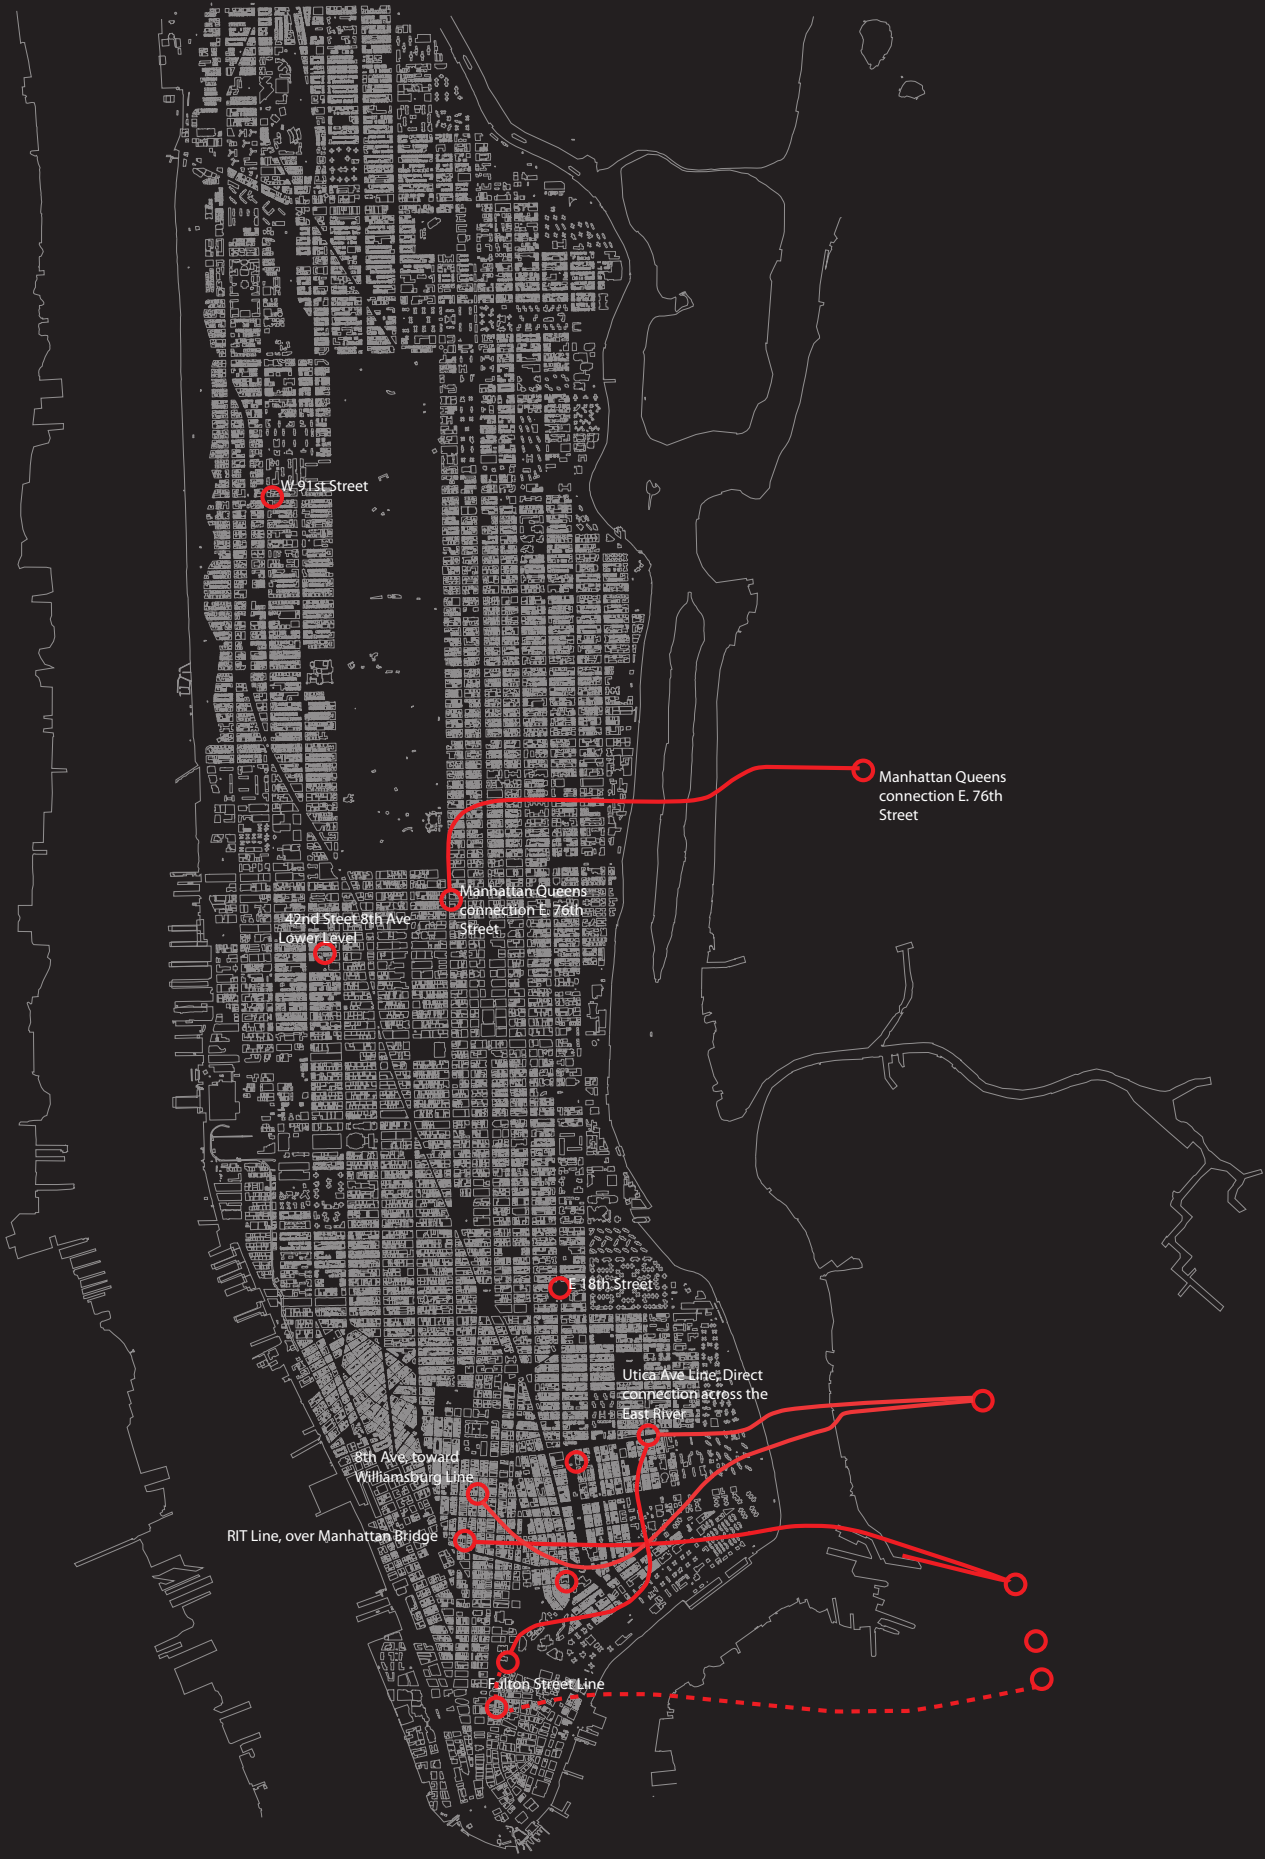 W 91st Street
Manhattan Queens
connection E. 76th
Street
Manhattan Queens
connection E. 76th
Street
42nd Steet 8th Ave
Lower Level
E 18th Street
Utica Ave Line, Direct
connection across the
East River
8th Ave, toward
Williamsburg Line
RIT Line, over Manhattan Bridge
Fulton Street Line